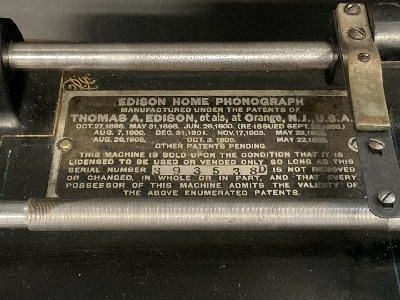 EDISON HOME PHONOGRAPH
MANUFACTURED UNDER THE PATENTS OF
THOMAS A. EDISON, et als, at Orange, N.J., U.S.A.
OCT. 27, 1896. MAY 31, 1898. JUN. 26, 1900. (RE-ISSUED SEPT. 25, 1906.)
AUG. 7, 1900. DEC. 31, 1901. NOV. 17, 1903. MAY 23,
AUG. 29, 1905. OCT. 3, 1905. MAY 22,
OTHER PATENTS PENDING.
THIS MACHINE IS SOLD UPON THE CONDITION THAT IT IS
LICENSED TO BE USED OR VENDED ONLY SO LONG AS THIS
SERIAL NUMBER 393538D IS NOT REMOVED
OR CHANGED, IN WHOLE OR IN PART, AND THAT EVERY
POSSESSOR OF THIS MACHINE ADMITS THE VALIDITY OF
THE ABOVE ENUMERATED PATENTS.